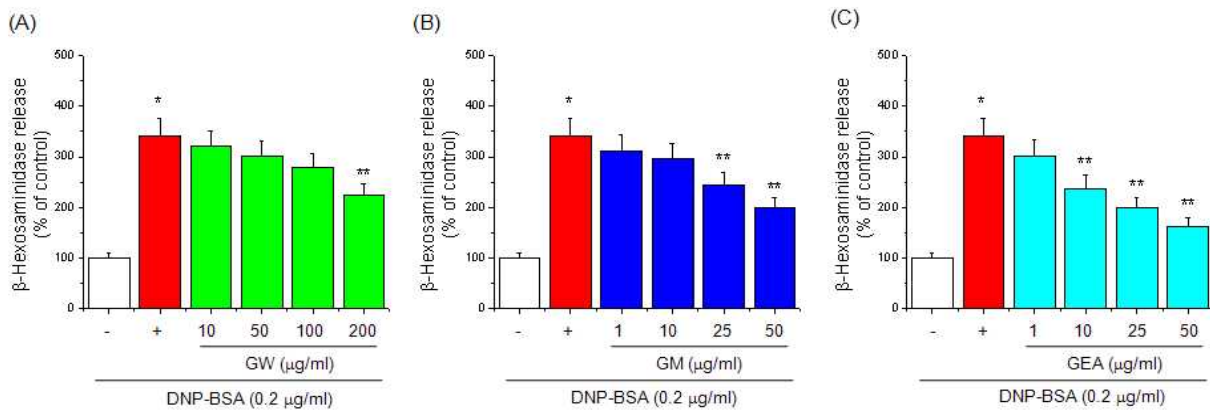 (A)
β-Hexosaminidase release
(% of control)
500
400
300
200
100
0
*
**
- + 10 50 100 200
GW (μg/ml)
DNP-BSA (0.2 μg/ml)
(B)
β-Hexosaminidase release
(% of control)
500
400
300
200
100
0
*
**
**
- + 1 10 25 50
GM (μg/ml)
DNP-BSA (0.2 μg/ml)
(C)
β-Hexosaminidase release
(% of control)
500
400
300
200
100
0
*
**
**
**
- + 1 10 25 50
GEA (μg/ml)
DNP-BSA (0.2 μg/ml)